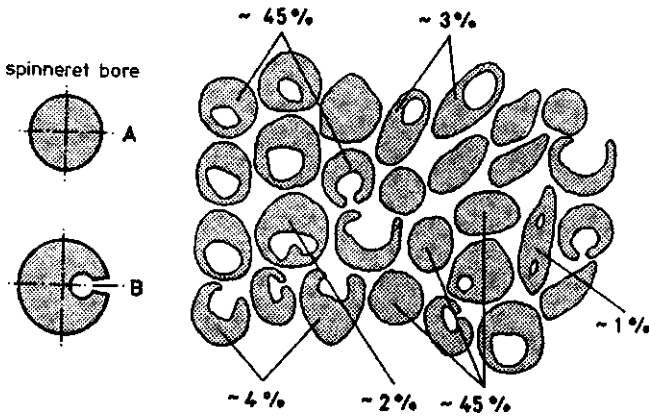 ~ 45%
~ 3%
spinneret bore
A
B
~ 1%
~ 4%
~ 2%
~ 45%